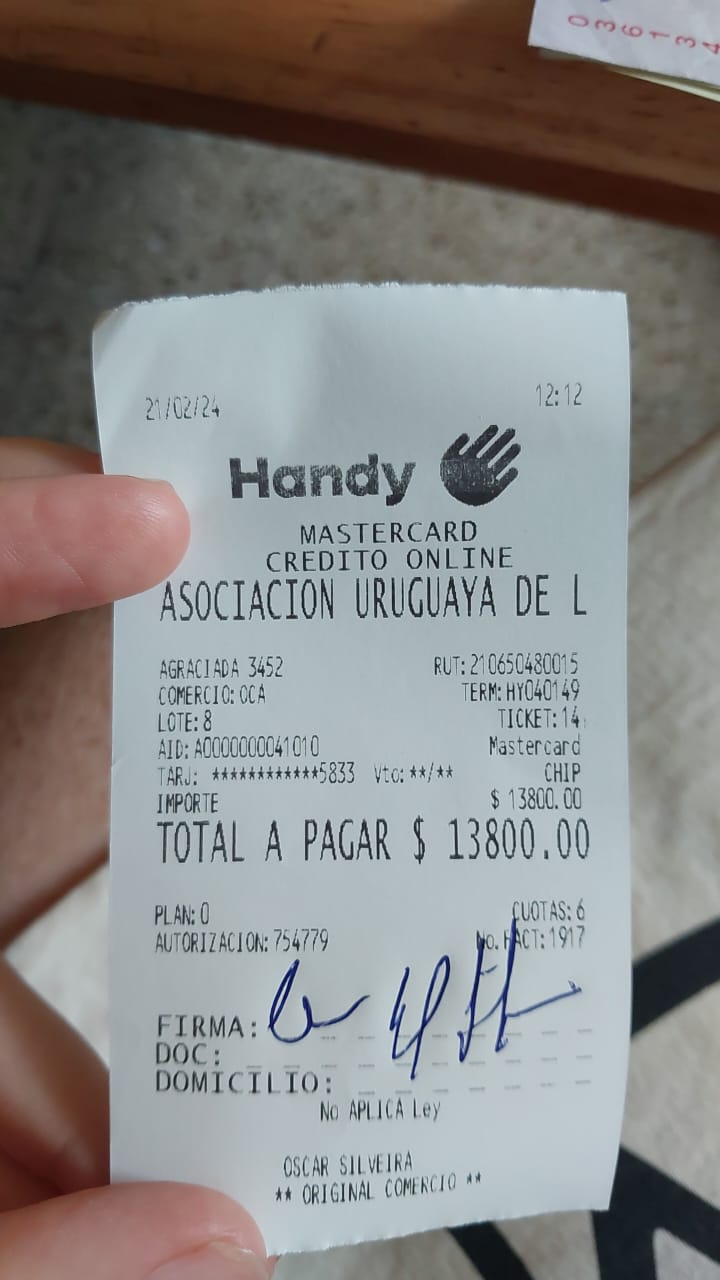 036134
21/02/24 12:12
Handy
MASTERCARD
CREDITO ONLINE
ASOCIACION URUGUAYA DE L
AGRACIADA 3452 RUT: 210650480015
COMERCIO: OCA TERM: HY040149
LOTE: 8 TICKET: 14
AID: A0000000041010 Mastercard
TARJ: ************5833 Vto: **/** CHIP
IMPORTE $ 13800.00
TOTAL A PAGAR $ 13800.00
PLAN: 0 CUOTAS: 6
AUTORIZACION: 754779 No. FACT: 1917
FIRMA:
DOC:
DOMICILIO:
No APLICA Ley
OSCAR SILVEIRA
** ORIGINAL COMERCIO **